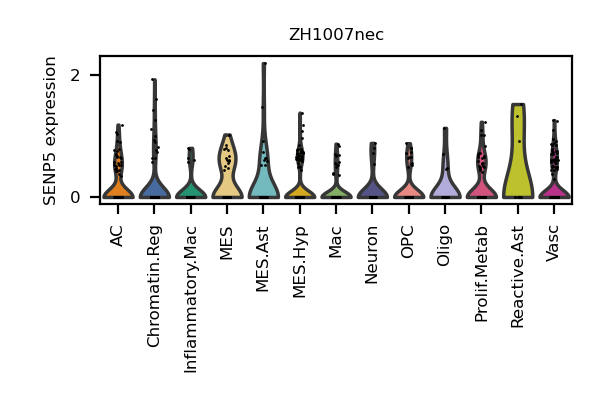 ZH1007nec
SENP5 expression
2
0
AC
Chromatin.Reg
Inflammatory.Mac
MES
MES.Ast
MES.Hyp
Mac
Neuron
OPC
Oligo
Prolif.Metab
Reactive.Ast
Vasc